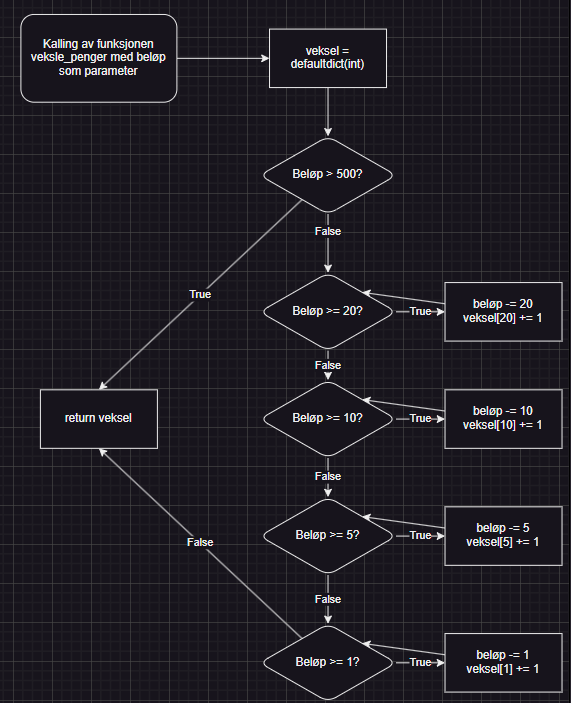 Kalling av funksjonen
veksle_penger med beløp
som parameter
veksel =
defaultdict(int)
Beløp > 500?
False
True
Beløp >= 20?
True
beløp -= 20
veksel[20] += 1
False
return veksel
Beløp >= 10?
True
beløp -= 10
veksel[10] += 1
False
Beløp >= 5?
True
beløp -= 5
veksel[5] += 1
False
False
Beløp >= 1?
True
beløp -= 1
veksel[1] += 1